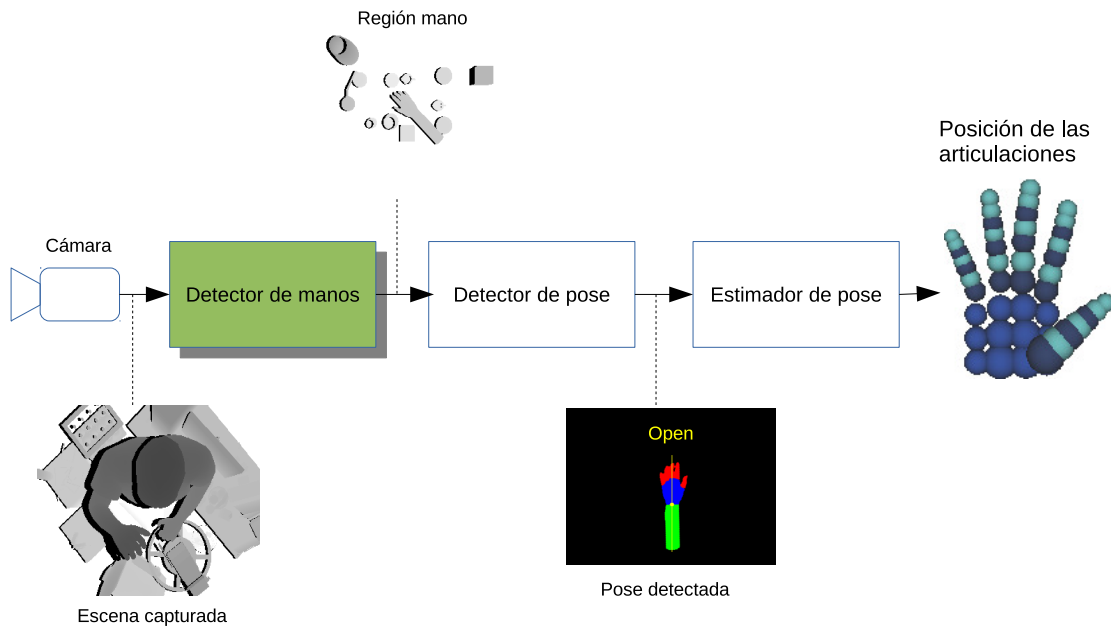 Región mano
Posición de las
articulaciones
Cámara
Detector de manos
Detector de pose
Estimador de pose
Open
Pose detectada
Escena capturada